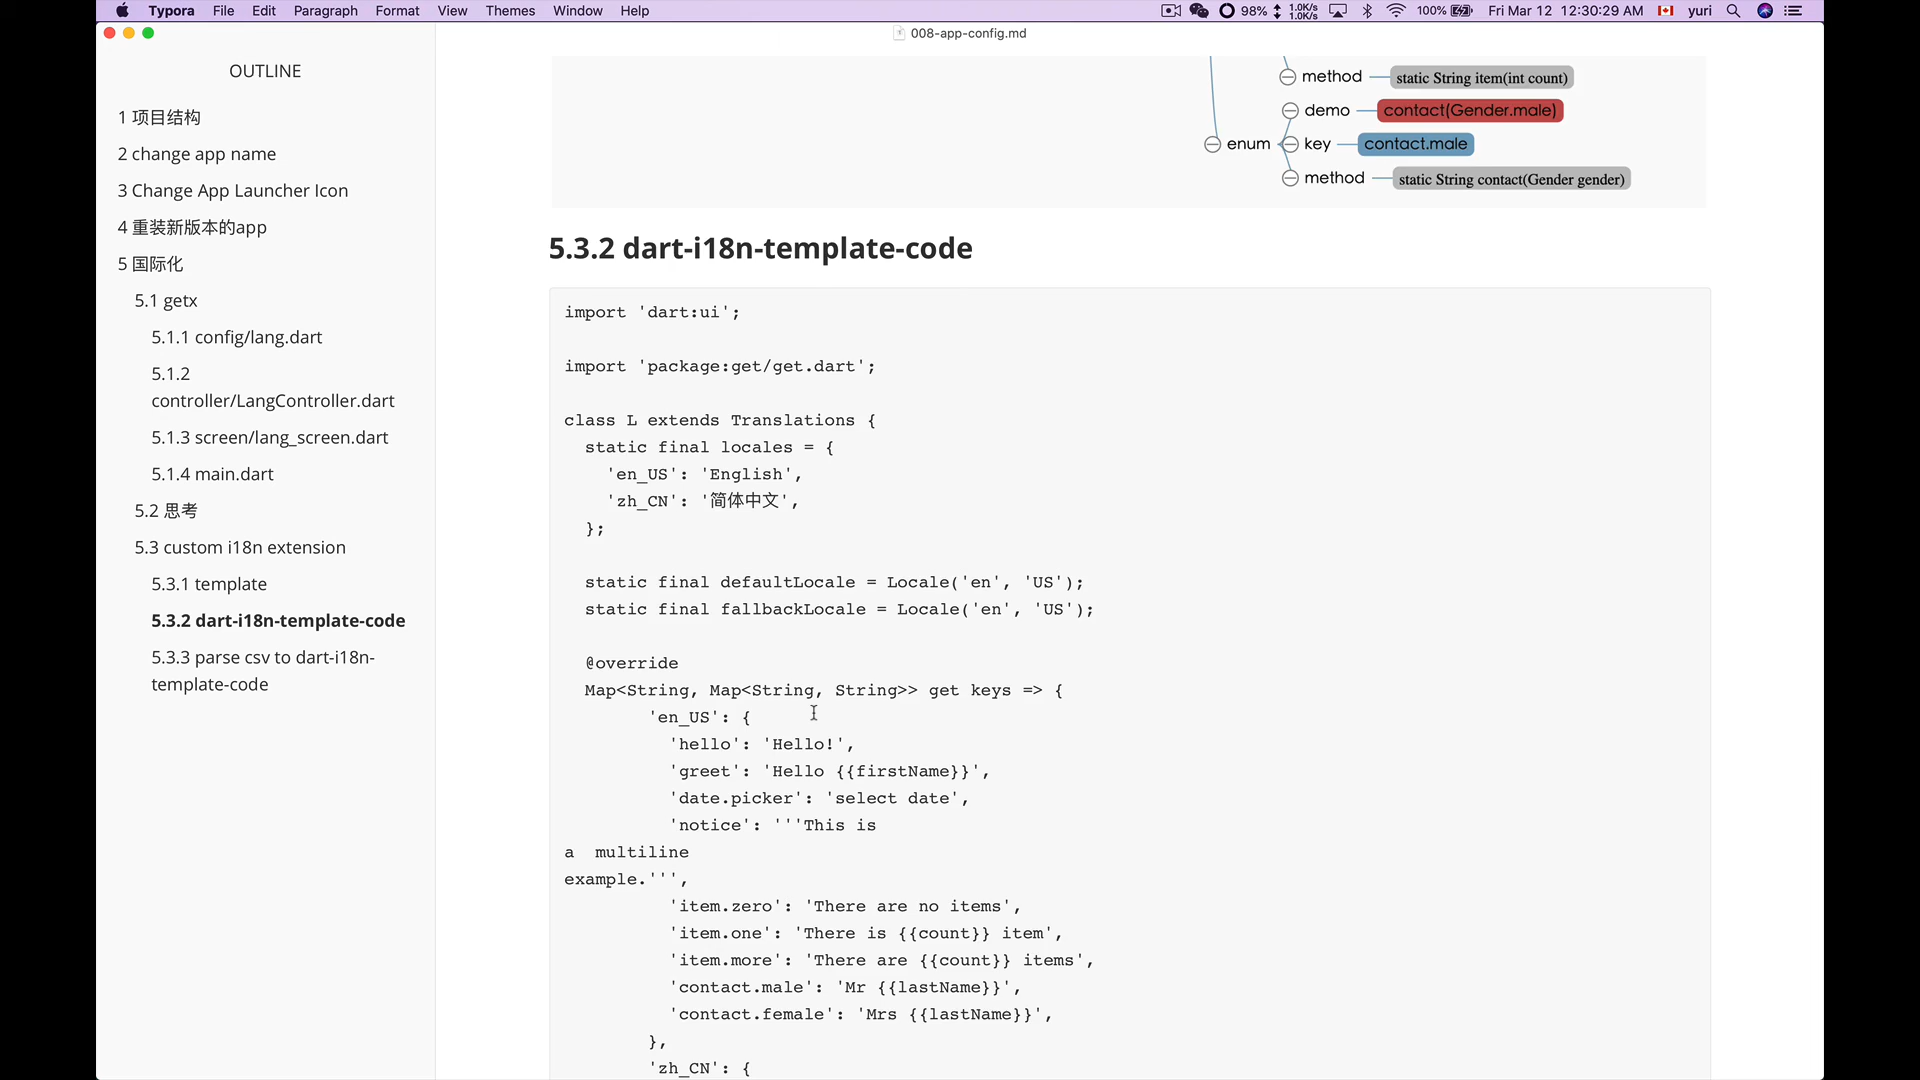 Typora File Edit Paragraph Format View Themes Window Help 98% 1.0K/s 1.0K/s 100% Fri Mar 12 12:30:29 AM yuri
008-app-config.md
OUTLINE
1 项目结构
2 change app name
3 Change App Launcher Icon
4 重装新版本的app
5 国际化
5.1 getx
5.1.1 config/lang.dart
5.1.2
controller/LangController.dart
5.1.3 screen/lang_screen.dart
5.1.4 main.dart
5.2 思考
5.3 custom i18n extension
5.3.1 template
5.3.2 dart-i18n-template-code
5.3.3 parse csv to dart-i18n-
template-code
method static String item(int count)
demo contact(Gender.male)
enum key contact.male
method static String contact(Gender gender)
5.3.2 dart-i18n-template-code
import 'dart:ui';
import 'package:get/get.dart';
class L extends Translations {
static final locales = {
'en_US': 'English',
'zh_CN': '简体中文',
};
static final defaultLocale = Locale('en', 'US');
static final fallbackLocale = Locale('en', 'US');
@override
Map<String, Map<String, String>> get keys => {
'en_US': {
'hello': 'Hello!',
'greet': 'Hello {{firstName}}',
'date.picker': 'select date',
'notice': '''This is
a  multiline
example.''',
'item.zero': 'There are no items',
'item.one': 'There is {{count}} item',
'item.more': 'There are {{count}} items',
'contact.male': 'Mr {{lastName}}',
'contact.female': 'Mrs {{lastName}}',
},
'zh_CN': {